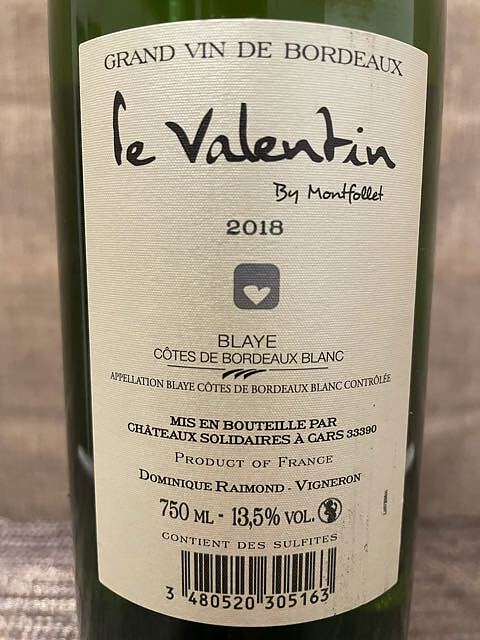 GRAND VIN DE BORDEAUX
le Valentin
By Montfollet
2018
BLAYE
CÔTES DE BORDEAUX BLANC
APPELLATION BLAYE CÔTES DE BORDEAUX BLANC CONTRÔLÉE
MIS EN BOUTEILLE PAR
CHÂTEAUX SOLIDAIRES À CARS 33390
PRODUCT OF FRANCE
DOMINIQUE RAIMOND - VIGNERON
750 ML - 13,5% VOL.
CONTIENT DES SULFITES
3 480520 305163